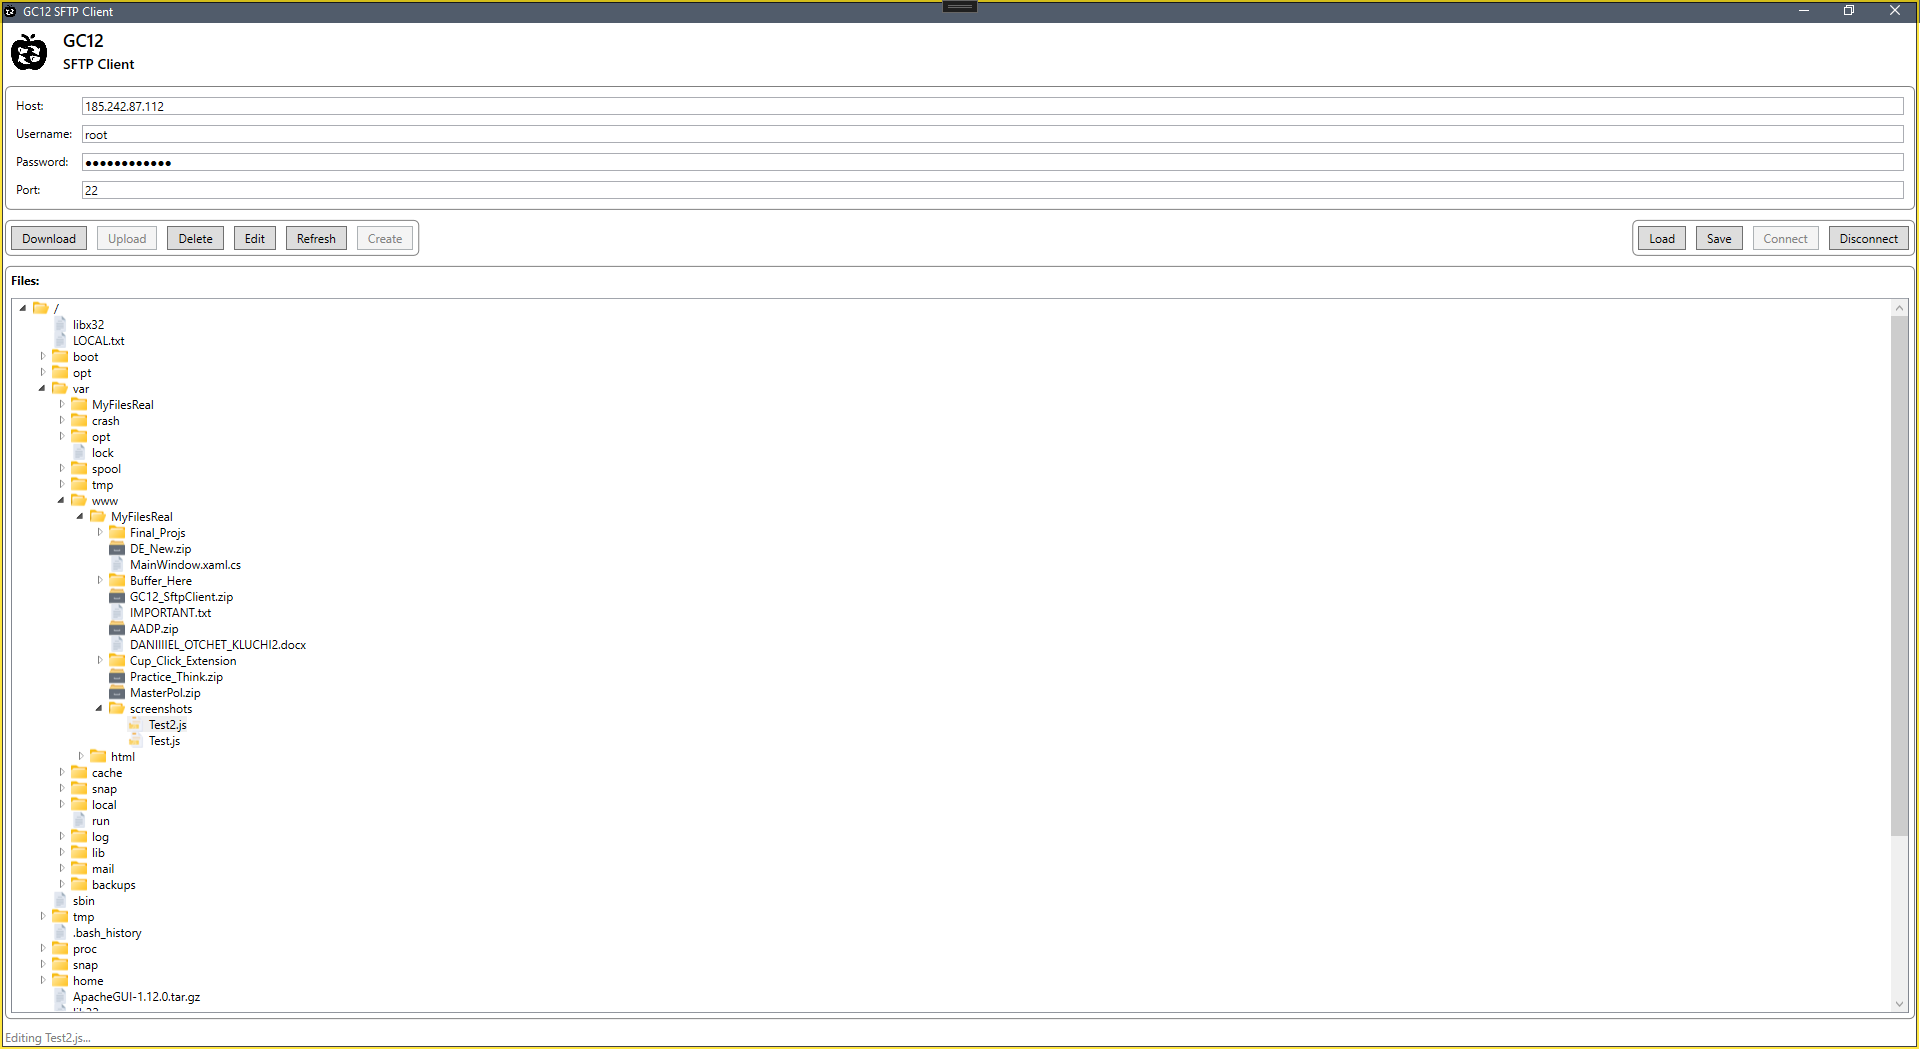 GC12 SFTP Client
GC12
SFTP Client
Host: 185.242.87.112
Username: root
Password: ●●●●●●●●●●●●
Port: 22
Download Upload Delete Edit Refresh Create Load Save Connect Disconnect
Files:
/
libx32
LOCAL.txt
boot
opt
var
MyFilesReal
crash
opt
lock
spool
tmp
www
MyFilesReal
Final_Projs
DE_New.zip
MainWindow.xaml.cs
Buffer_Here
GC12_SftpClient.zip
IMPORTANT.txt
AADP.zip
DANIIIIEL_OTCHET_KLUCHI2.docx
Cup_Click_Extension
Practice_Think.zip
MasterPol.zip
screenshots
Test2.js
Test.js
html
cache
snap
local
run
log
lib
mail
backups
sbin
tmp
.bash_history
proc
snap
home
ApacheGUI-1.12.0.tar.gz
Editing Test2.js...